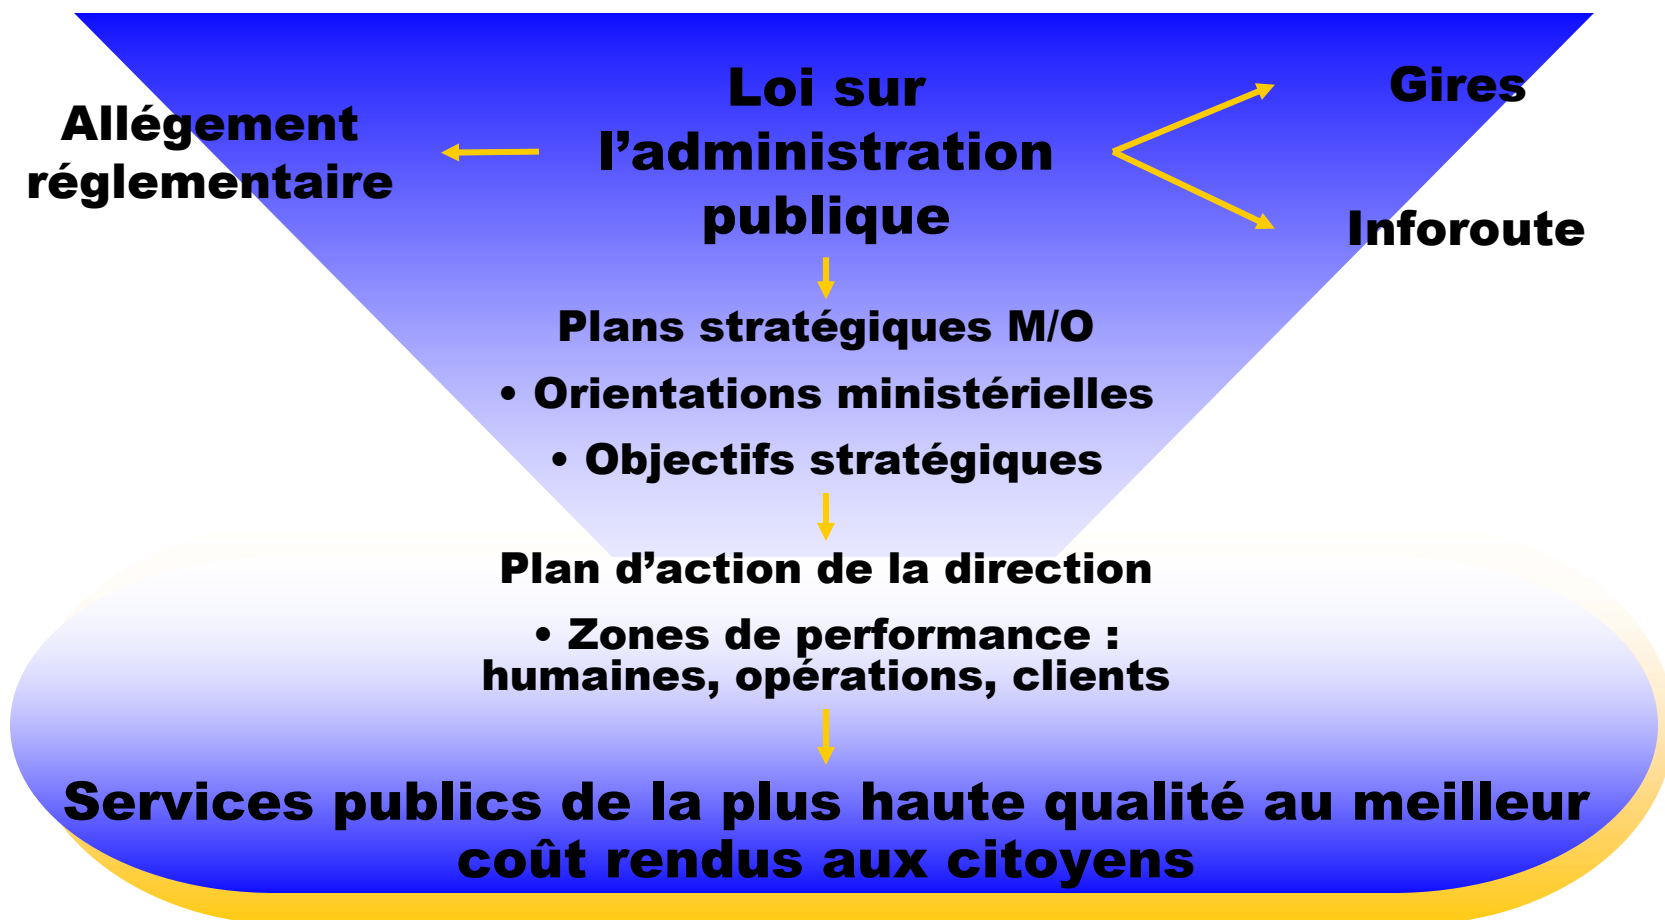 Loi sur
l’administration
publique
Allégement
réglementaire
Gires
Inforoute
Plans stratégiques M/O
• Orientations ministérielles
• Objectifs stratégiques
Plan d’action de la direction
• Zones de performance :
humaines, opérations, clients
Services publics de la plus haute qualité au meilleur
coût rendus aux citoyens